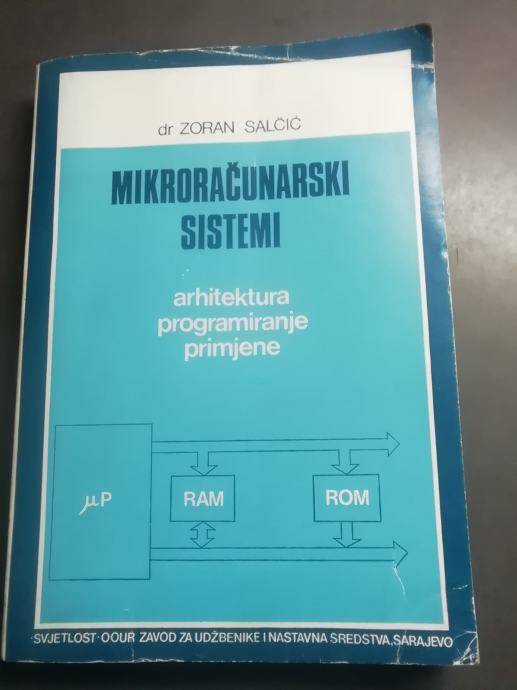 dr ZORAN SALČIĆ
MIKRORAČUNARSKI
SISTEMI
arhitektura
programiranje
primjene
μP
RAM
ROM
SVJETLOST · OOUR ZAVOD ZA UDŽBENIKE I NASTAVNA SREDSTVA, SARAJEVO